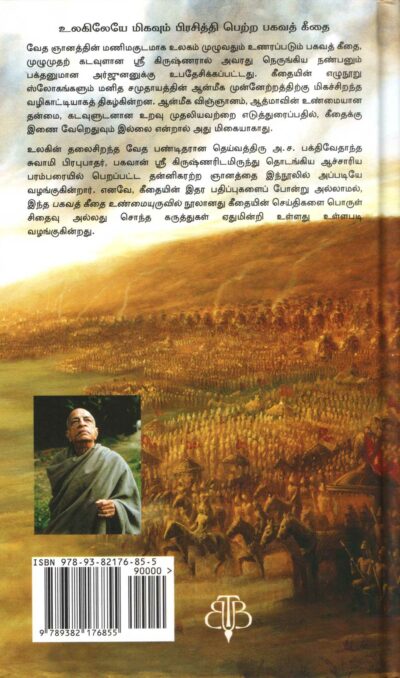 உலகிலேயே மிகவும் பிரசித்தி பெற்ற பகவத் கீதை
வேத ஞானத்தின் மணிமகுடமாக உலகம் முழுவதும் உணரப்படும் பகவத் கீதை,
முழுமுதற் கடவுளான ஸ்ரீ கிருஷ்ணரால் அவரது நெருங்கிய நண்பனும்
பக்தனுமான அர்ஜுனனுக்கு உபதேசிக்கப்பட்டது. கீதையின் எழுநூறு
ஸ்லோகங்களும் மனித சமுதாயத்தின் ஆன்மீக முன்னேற்றத்திற்கு மிகச்சிறந்த
வழிகாட்டியாகத் திகழ்கின்றன. ஆன்மீக விஞ்ஞானம், ஆத்மாவின் உண்மையான
தன்மை, கடவுளுடனான உறவு முதலியவற்றை எடுத்துரைப்பதில், கீதைக்கு
இணை வேறெதுவும் இல்லை என்றால் அது மிகையாகாது.
உலகின் தலைசிறந்த வேத பண்டிதரான தெய்வத்திரு அ.ச. பக்திவேதாந்த
சுவாமி பிரபுபாதர், பகவான் ஸ்ரீ கிருஷ்ணரிடமிருந்து தொடங்கிய ஆச்சாரிய
பரம்பரையில் பெறப்பட்ட தன்னிகரற்ற ஞானத்தை இந்நூலில் அப்படியே
வழங்குகின்றார். எனவே, கீதையின் இதர பதிப்புகளைப் போன்று அல்லாமல்,
இந்த பகவத் கீதை உண்மையுருவில் நூலானது கீதையின் செய்திகளை பொருள்
சிதைவு அல்லது சொந்த கருத்துகள் ஏதுமின்றி உள்ளது உள்ளபடி
வழங்குகின்றது.
ISBN 978-93-82176-85-5
90000 >
9 789382 176855
BTB